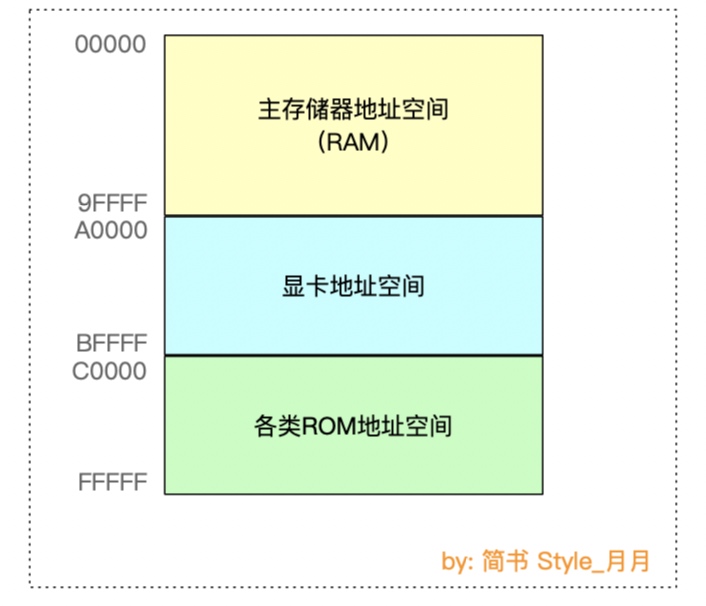 00000
主存储器地址空间
（RAM）
9FFFF
A0000
显卡地址空间
BFFFF
C0000
各类ROM地址空间
FFFFF
by: 简书 Style_月月